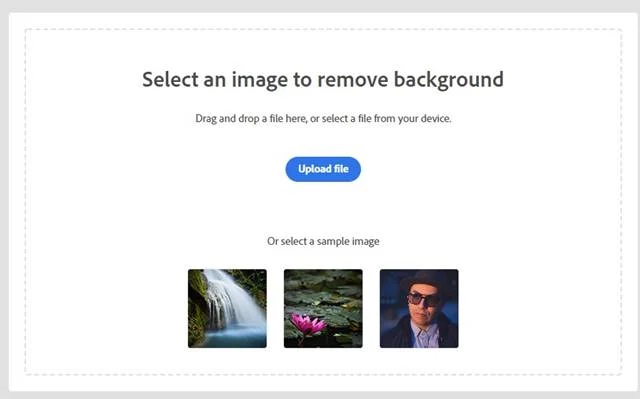 Select an image to remove background
Drag and drop a file here, or select a file from your device.
Upload file
Or select a sample image